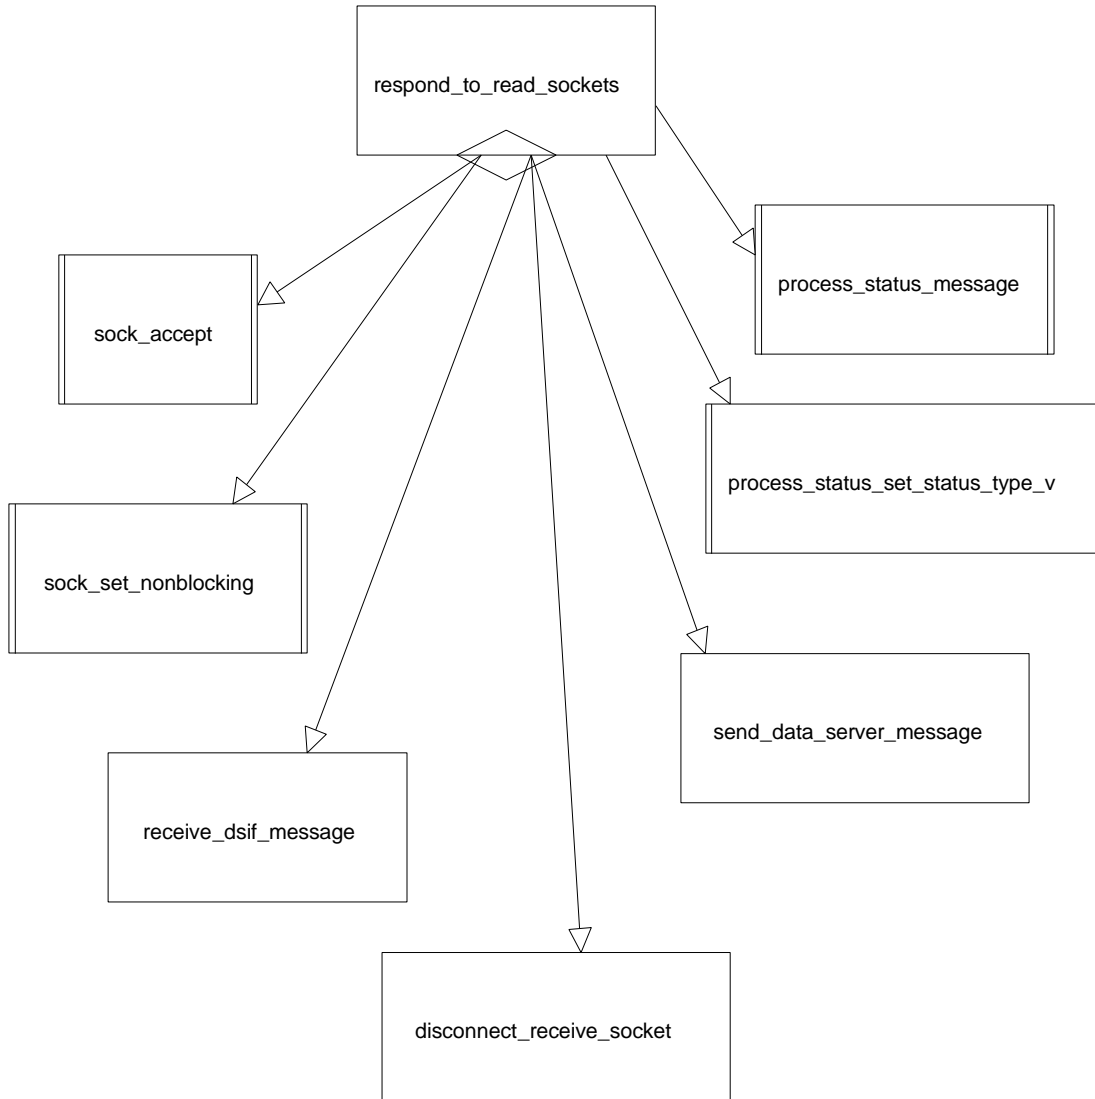 respond_to_read_sockets
process_status_message
sock_accept
process_status_set_status_type_v
sock_set_nonblocking
send_data_server_message
receive_dsif_message
disconnect_receive_socket